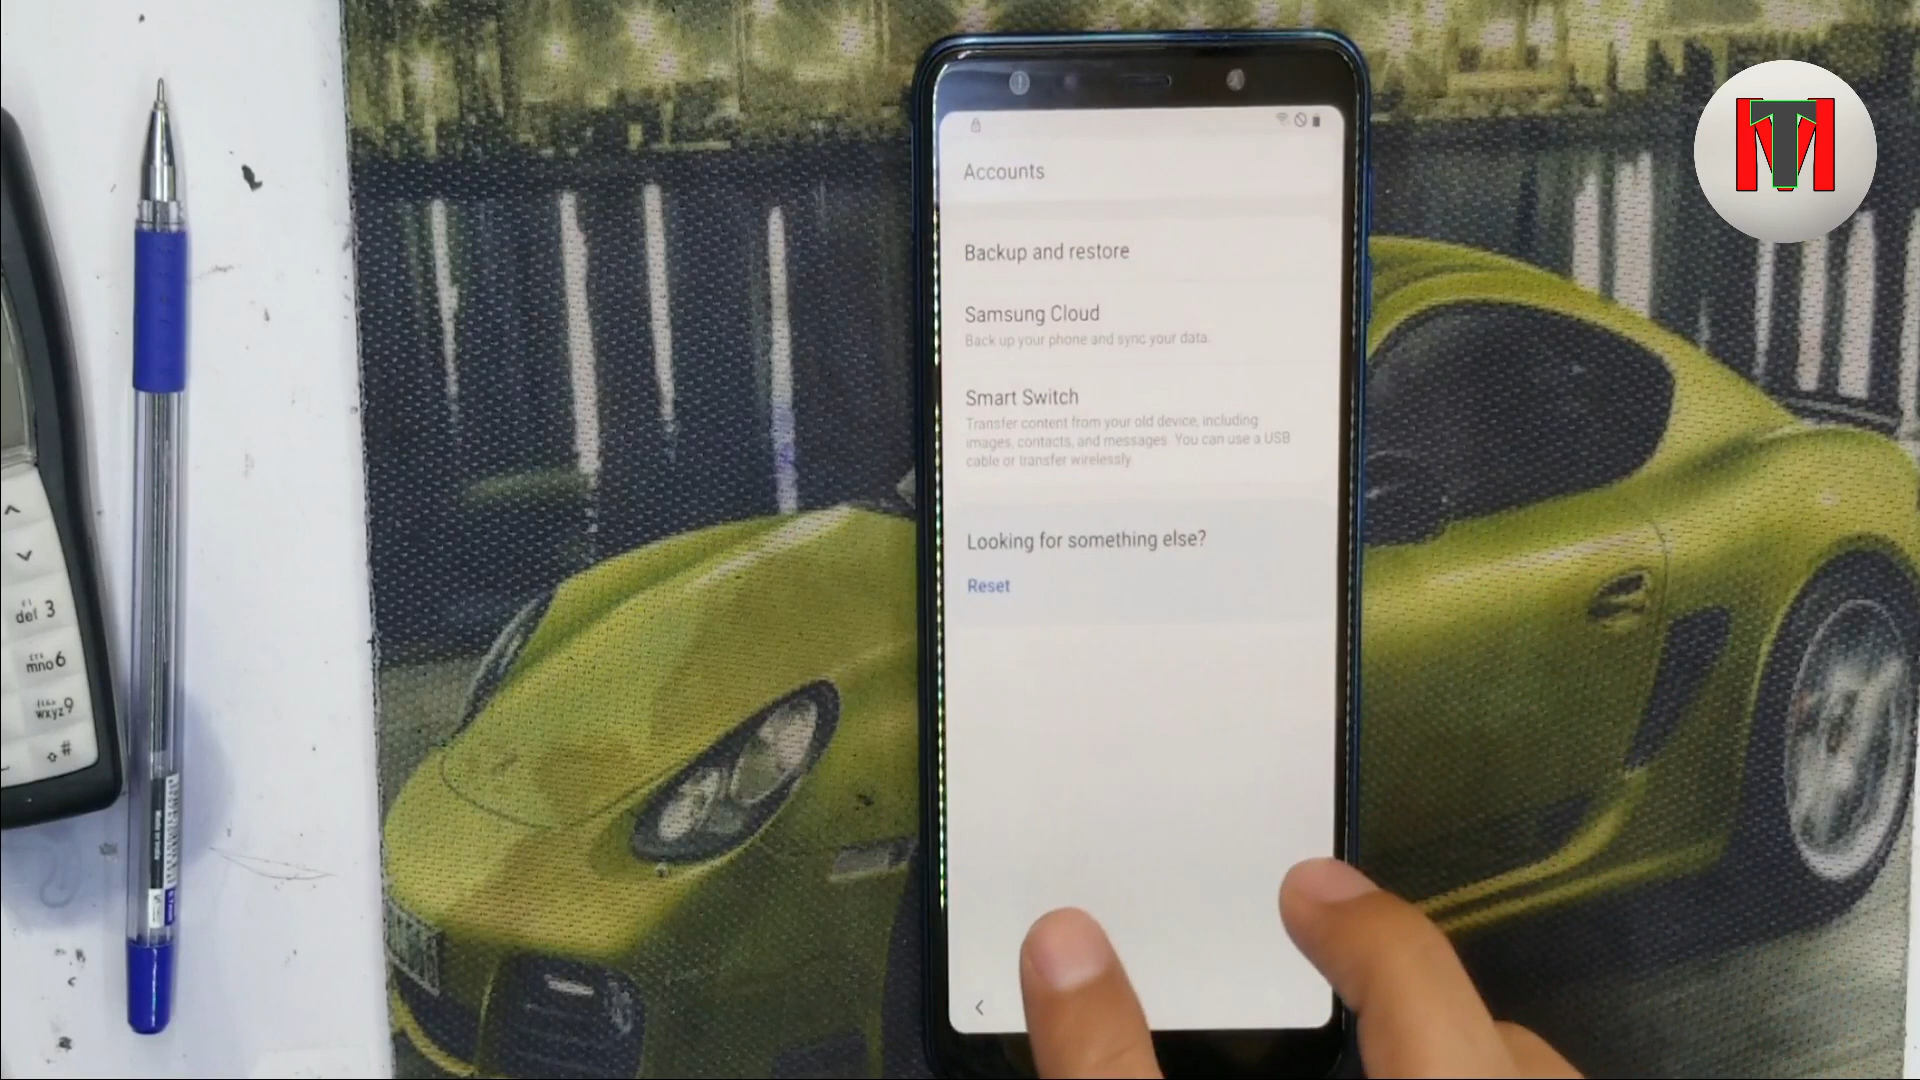 Accounts
Backup and restore
Samsung Cloud
Back up your phone and sync your data.
Smart Switch
Transfer content from your old device, including
images, contacts, and messages. You can use a USB
cable or transfer wirelessly
Looking for something else?
Reset
def 3
mno 6
wxyz 9
#
MT